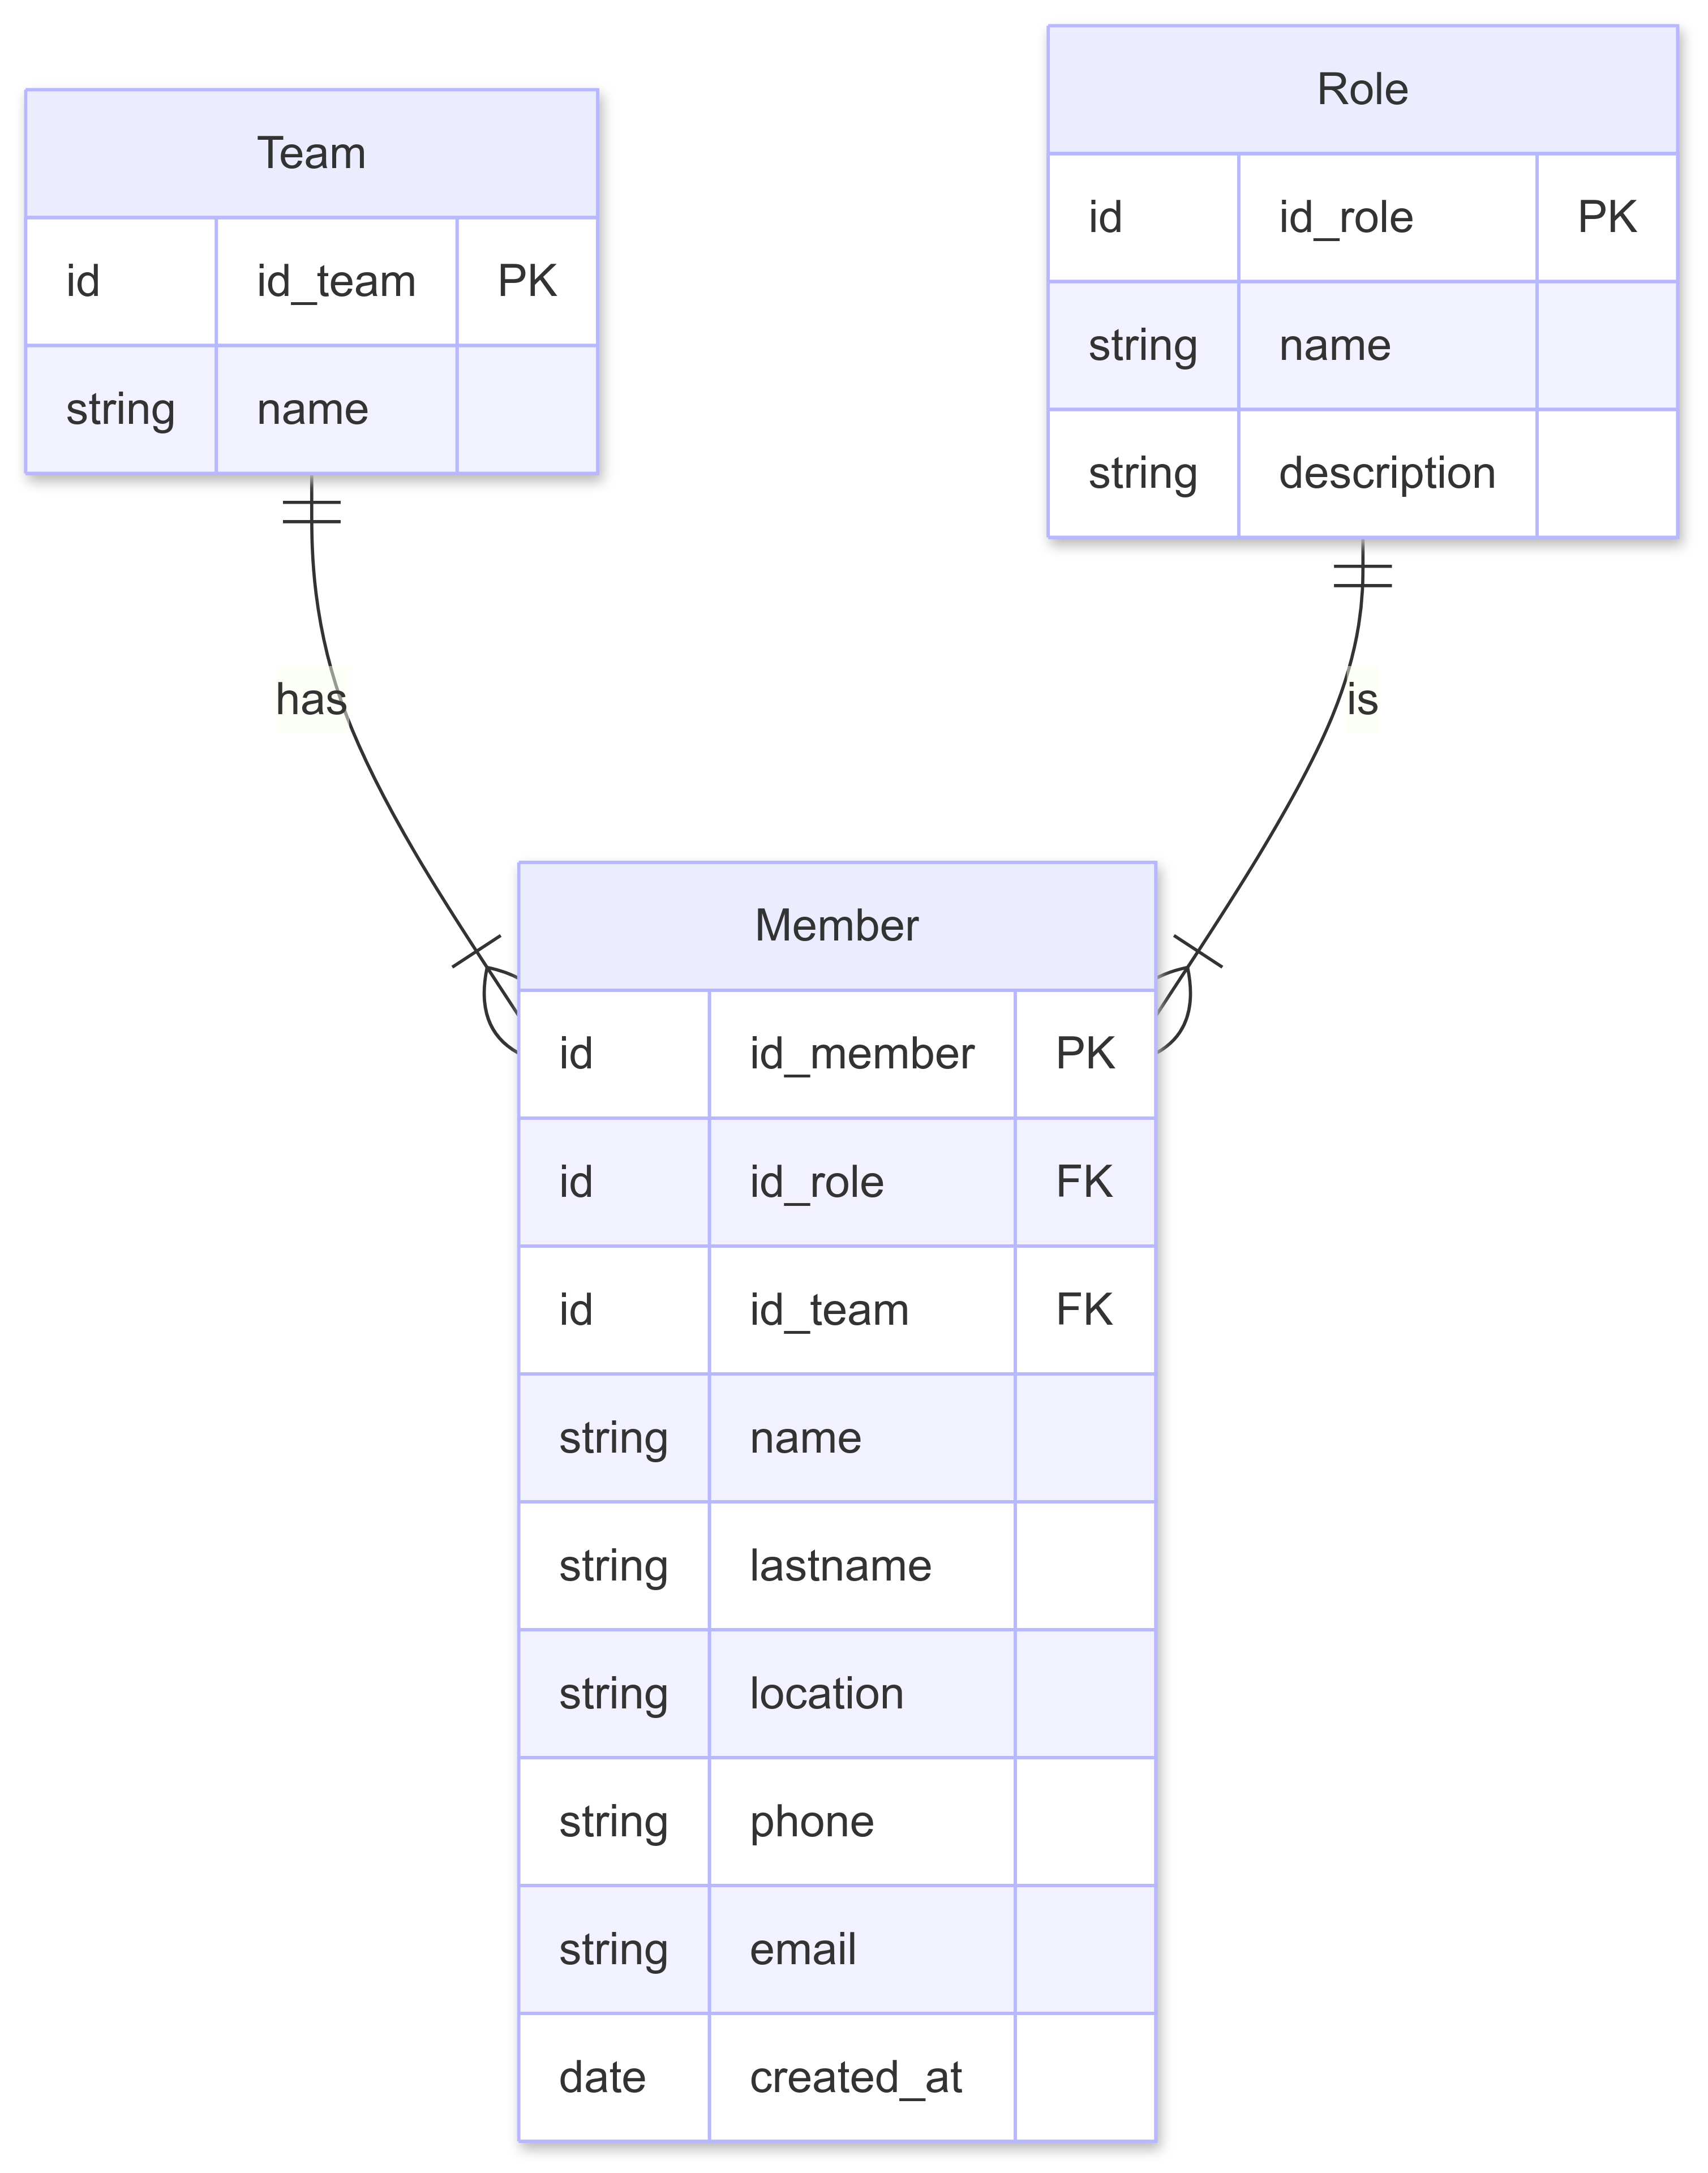 Team
id id_team PK
string name
Role
id id_role PK
string name
string description
has
is
Member
id id_member PK
id id_role FK
id id_team FK
string name
string lastname
string location
string phone
string email
date created_at